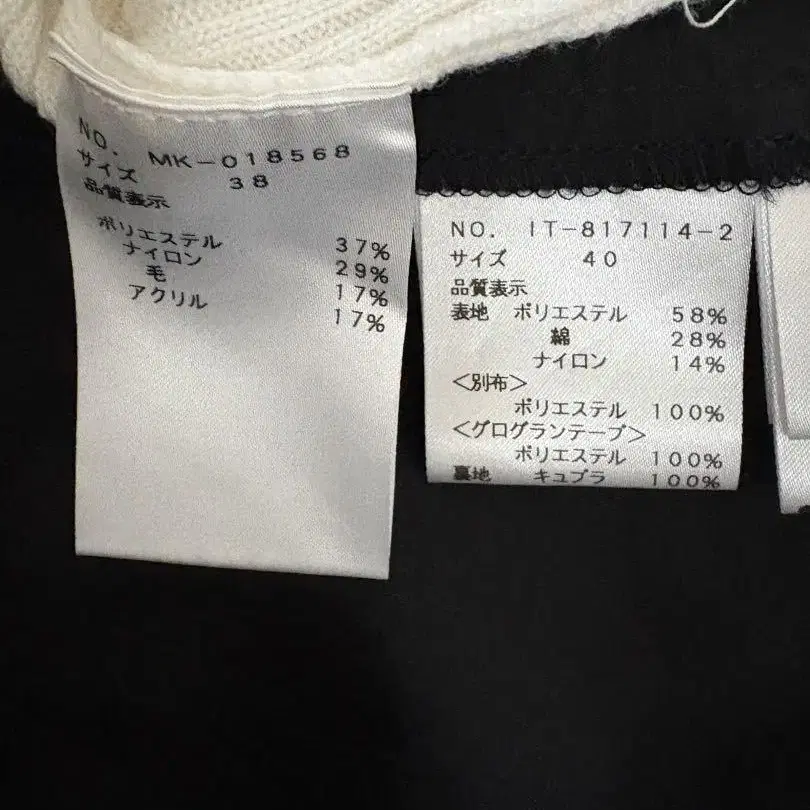 NO. MK-018568
サイズ 38
品質表示
ポリエステル 37%
ナイロン 29%
毛 17%
アクリル 17%
NO. IT-817114-2
サイズ 40
品質表示
表地 ポリエステル 58%
綿 28%
ナイロン 14%
<別布>
ポリエステル 100%
<グログランテープ>
ポリエステル 100%
裏地 キュプラ 100%